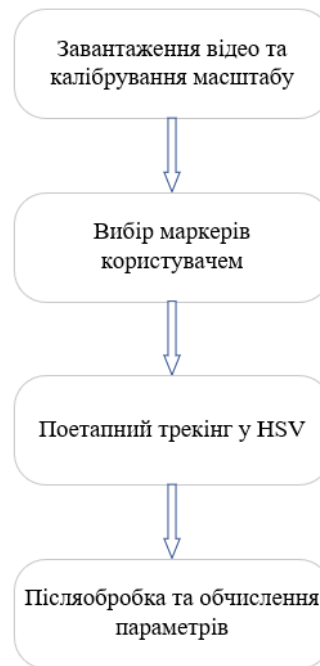 Завантаження відео та
калібрування масштабу
Вибір маркерів
користувачем
Поетапний трекінг у HSV
Післяобробка та обчислення
параметрів